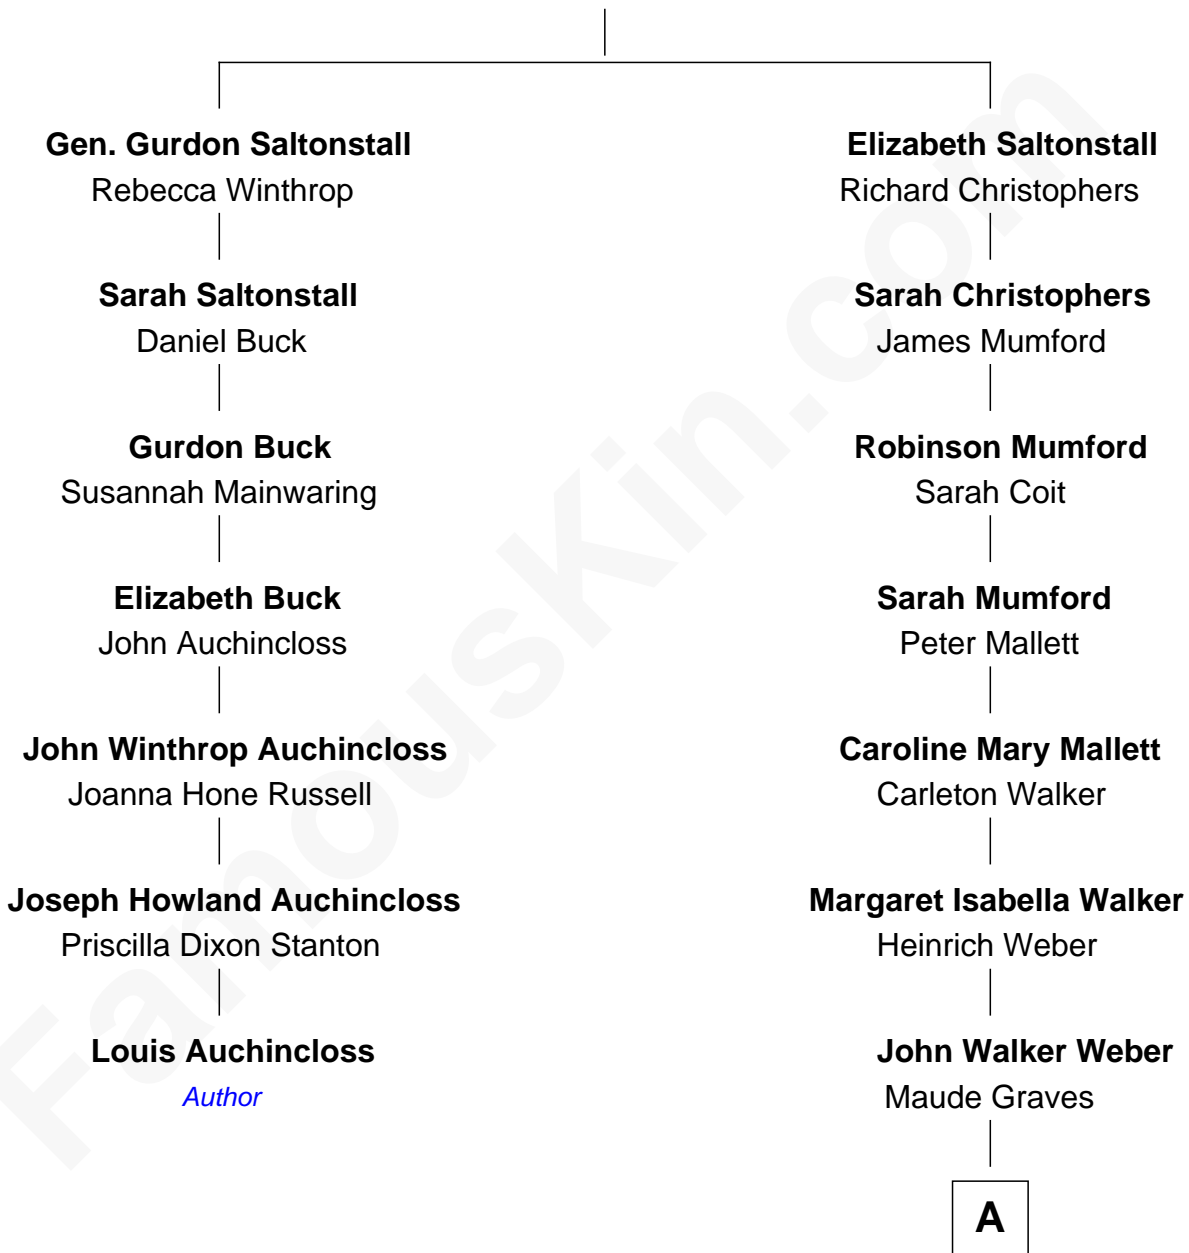 Gen. Gurdon Saltonstall
Rebecca Winthrop
Sarah Saltonstall
Daniel Buck
Gurdon Buck
Susannah Mainwaring
Elizabeth Buck
John Auchincloss
John Winthrop Auchincloss
Joanna Hone Russell
Joseph Howland Auchincloss
Priscilla Dixon Stanton
Louis Auchincloss
Author
Elizabeth Saltonstall
Richard Christophers
Sarah Christophers
James Mumford
Robinson Mumford
Sarah Coit
Sarah Mumford
Peter Mallett
Caroline Mary Mallett
Carleton Walker
Margaret Isabella Walker
Heinrich Weber
John Walker Weber
Maude Graves
A
FamousKin.com